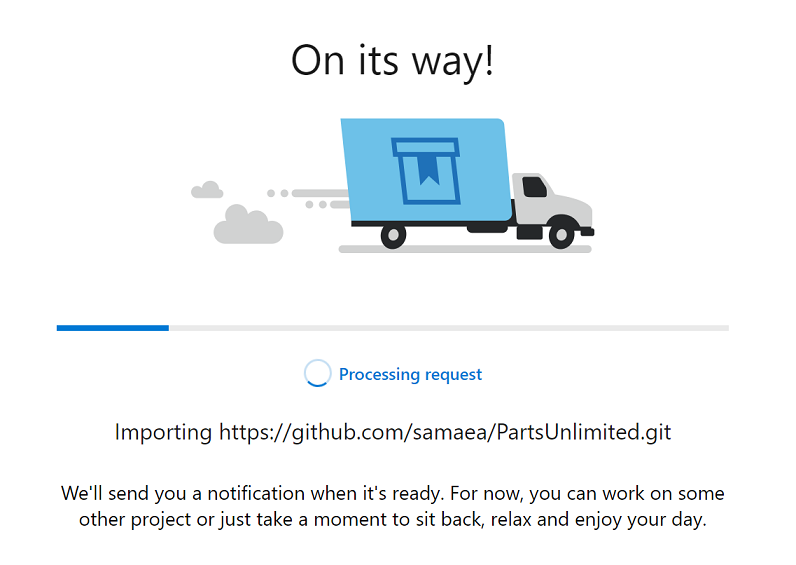 On its way!
Processing request
Importing https://github.com/samaea/PartsUnlimited.git
We'll send you a notification when it's ready. For now, you can work on some
other project or just take a moment to sit back, relax and enjoy your day.